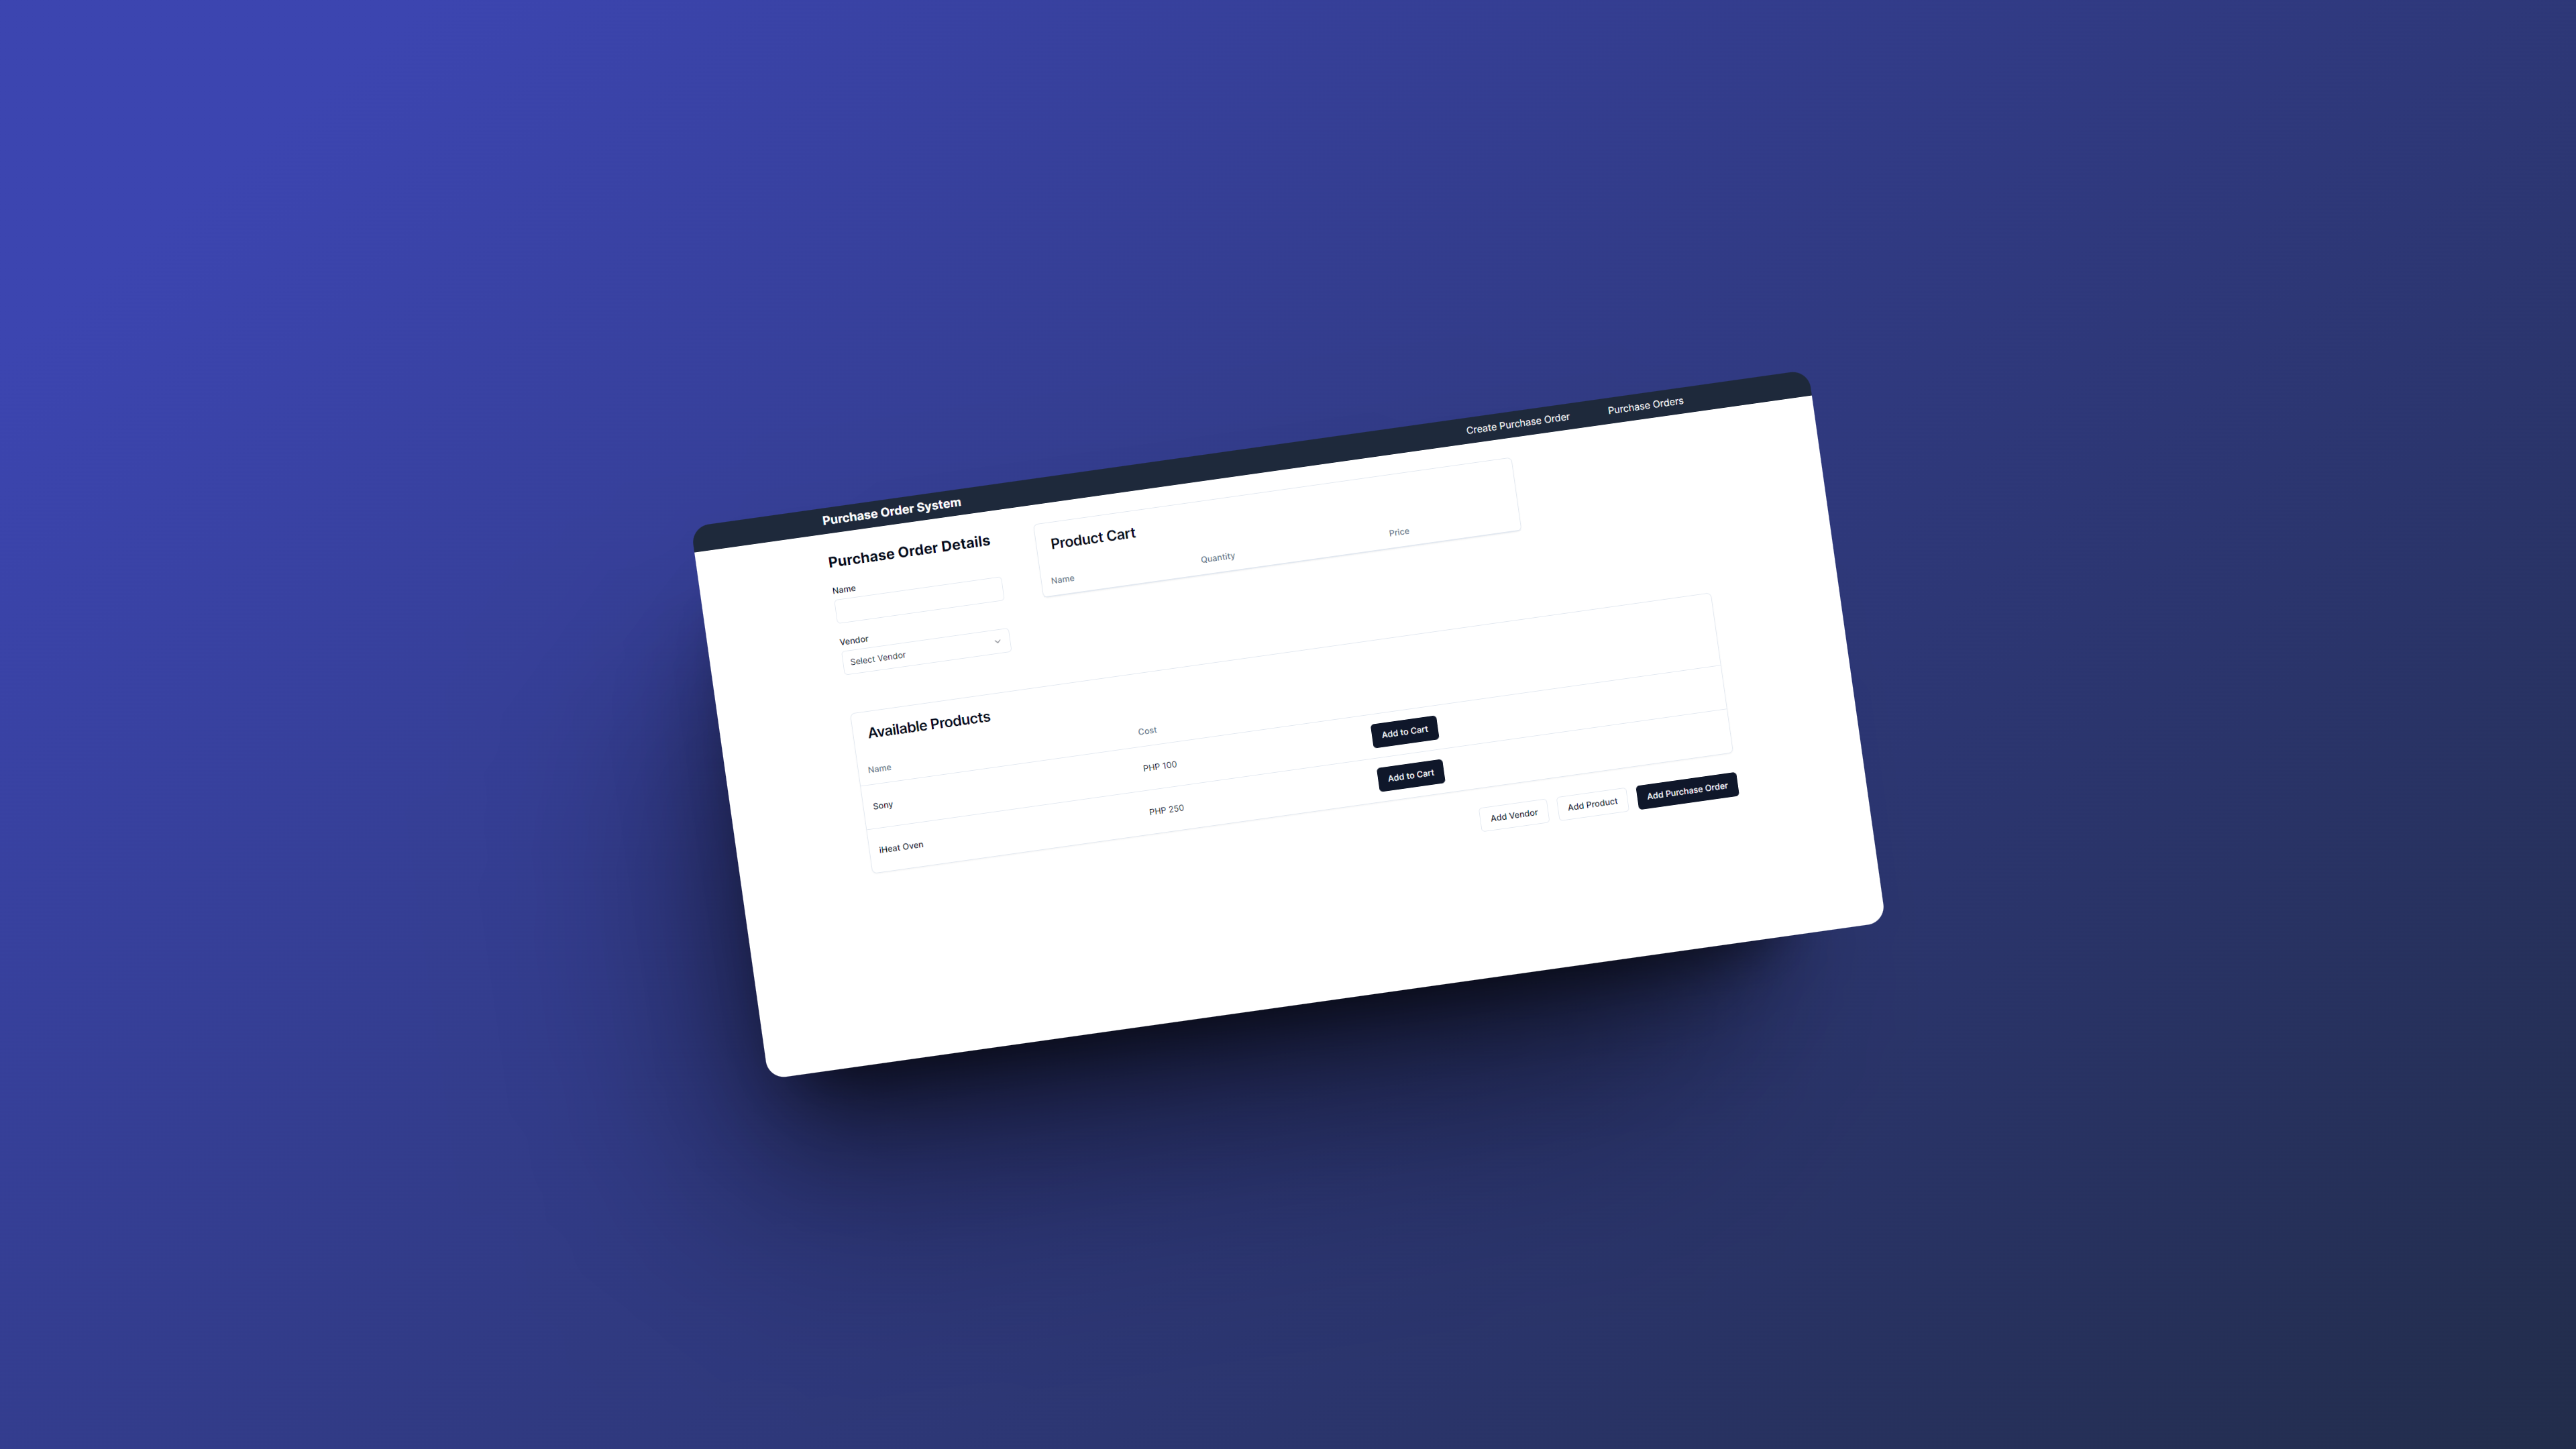 Purchase Order System
Create Purchase Order
Purchase Orders
Purchase Order Details
Name
Vendor
Select Vendor
Product Cart
Name
Quantity
Price
Available Products
Name
Cost
Sony
PHP 100
Add to Cart
iHeat Oven
PHP 250
Add to Cart
Add Vendor
Add Product
Add Purchase Order